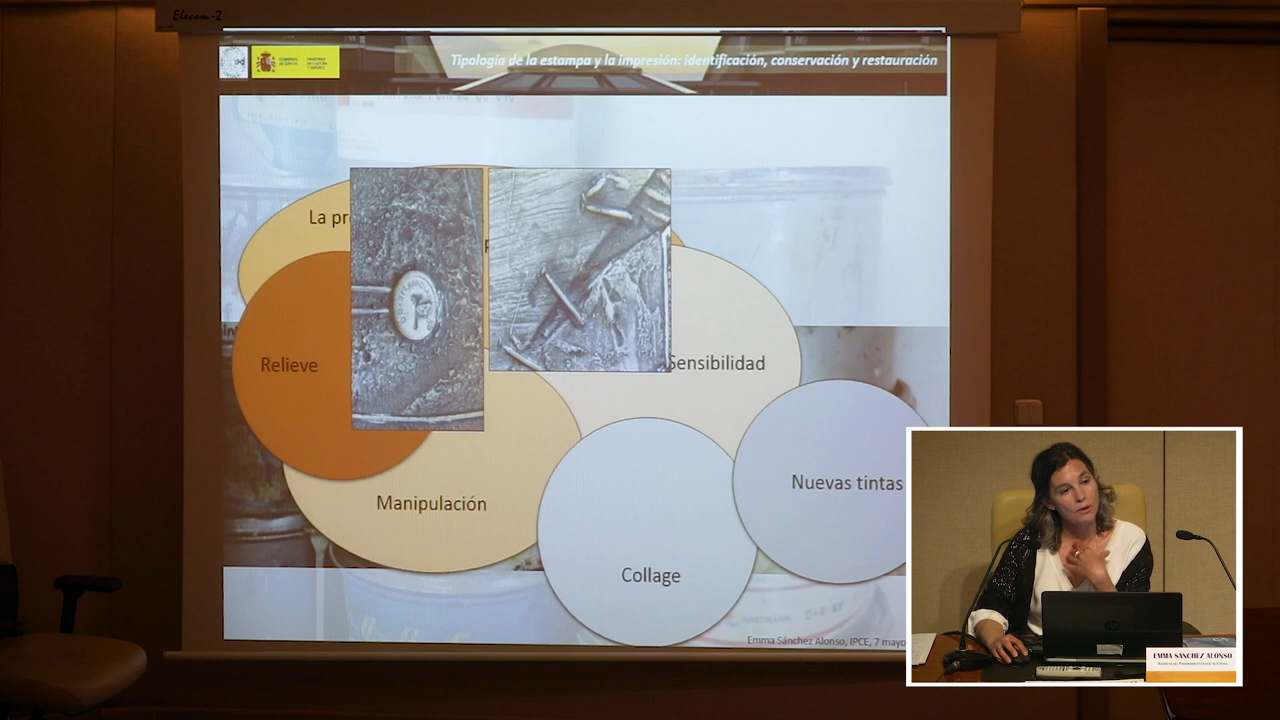 Elecom-2
Tipología de la estampa y la impresión: identificación, conservación y restauración
La pr
Relieve
Sensibilidad
Manipulación
Nuevas tintas
Collage
Emma Sánchez Alonso, IPCE, 7 mayo
EMMA SÁNCHEZ ALONSO